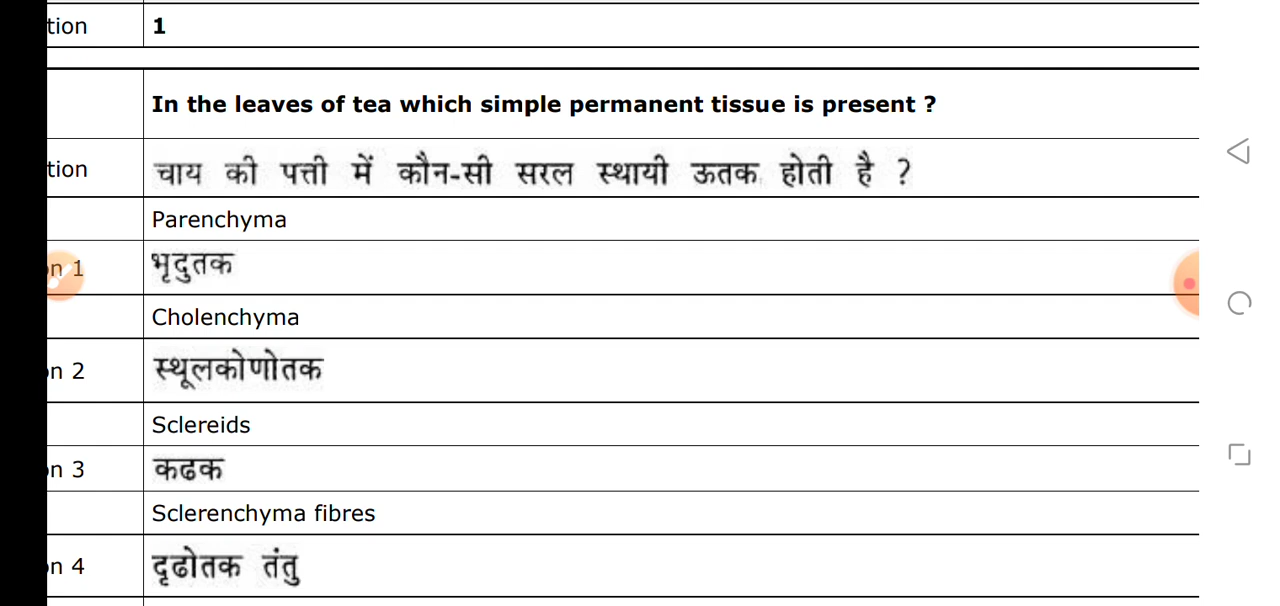 tion 1
In the leaves of tea which simple permanent tissue is present ?
tion चाय की पत्ती में कौन-सी सरल स्थायी ऊतक होती है ?
Parenchyma
n 1 भृदुतक
Cholenchyma
n 2 स्थूलकोणोतक
Sclereids
n 3 कढक
Sclerenchyma fibres
n 4 दृढोतक तंतु